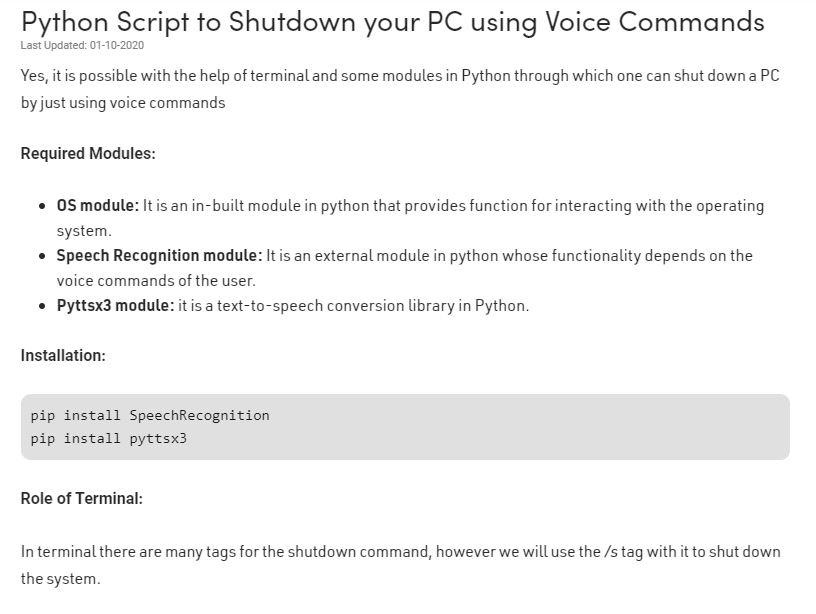 Python Script to Shutdown your PC using Voice Commands
Last Updated: 01-10-2020
Yes, it is possible with the help of terminal and some modules in Python through which one can shut down a PC
by just using voice commands
Required Modules:
• OS module: It is an in-built module in python that provides function for interacting with the operating
system.
• Speech Recognition module: It is an external module in python whose functionality depends on the
voice commands of the user.
• Pyttsx3 module: it is a text-to-speech conversion library in Python.
Installation:
pip install SpeechRecognition
pip install pyttsx3
Role of Terminal:
In terminal there are many tags for the shutdown command, however we will use the /s tag with it to shut down
the system.